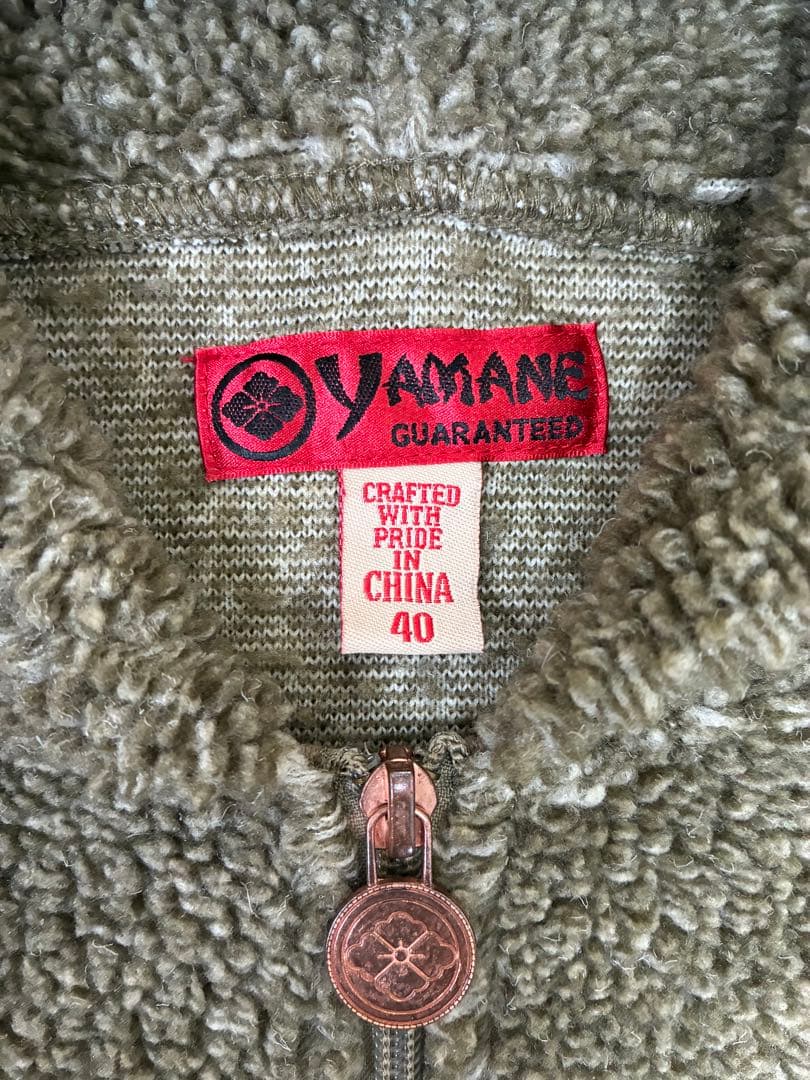 YAMANE
GUARANTEED
CRAFTED
WITH
PRIDE
IN
CHINA
40